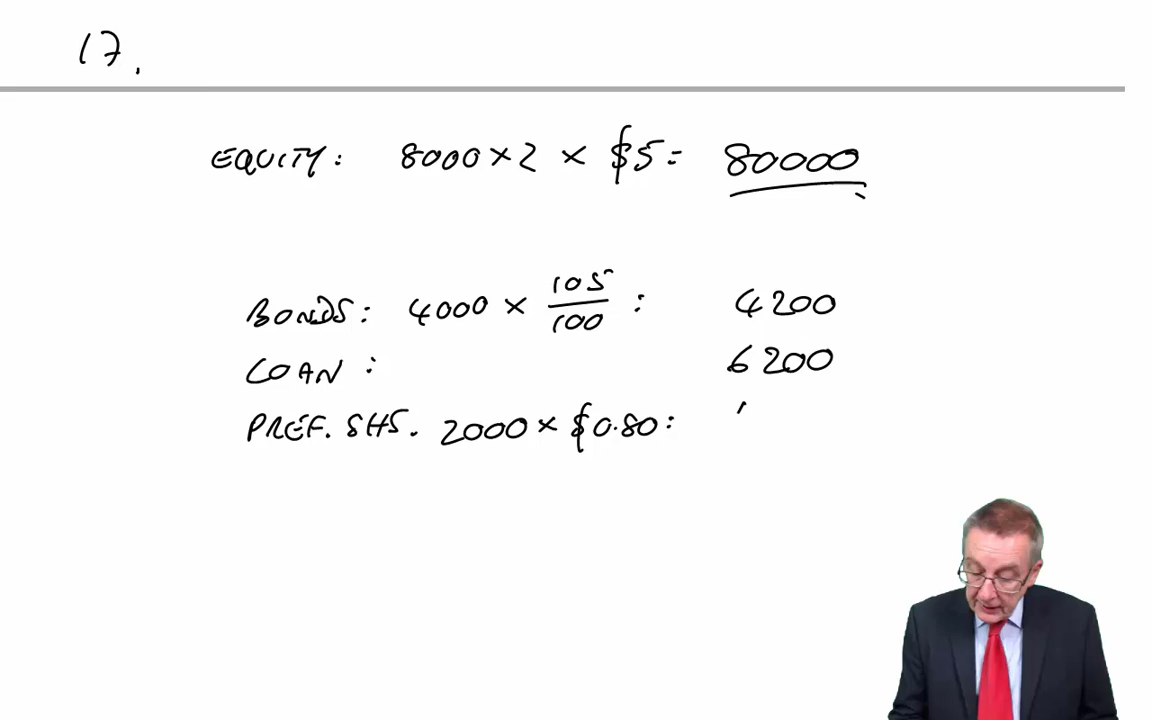 17.
EQUITY: 8000 × 2 × $5 = 80000
BONDS: 4000 × 105/100 : 4200
LOAN : 6200
PREF. SHS. 2000 × $0.80 :